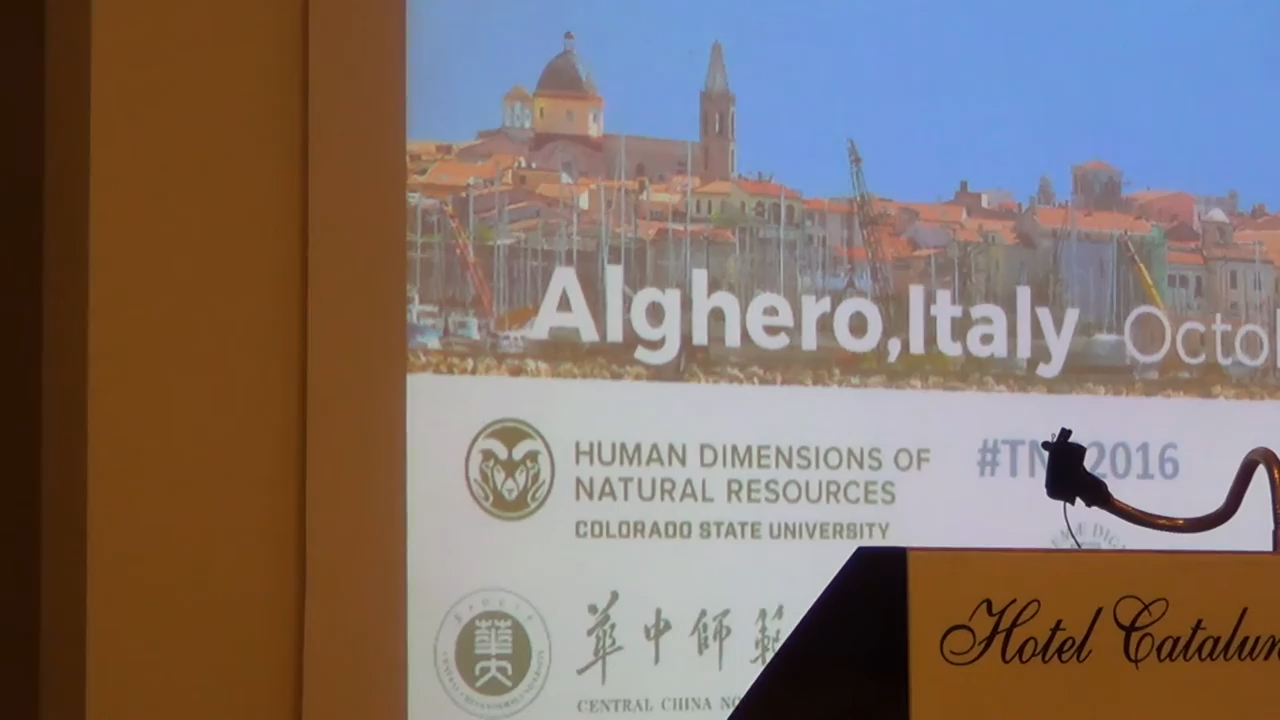 Alghero,Italy Octo
HUMAN DIMENSIONS OF
NATURAL RESOURCES
COLORADO STATE UNIVERSITY
#TN 2016
華中師範
CENTRAL CHINA NO
Hotel Catalun